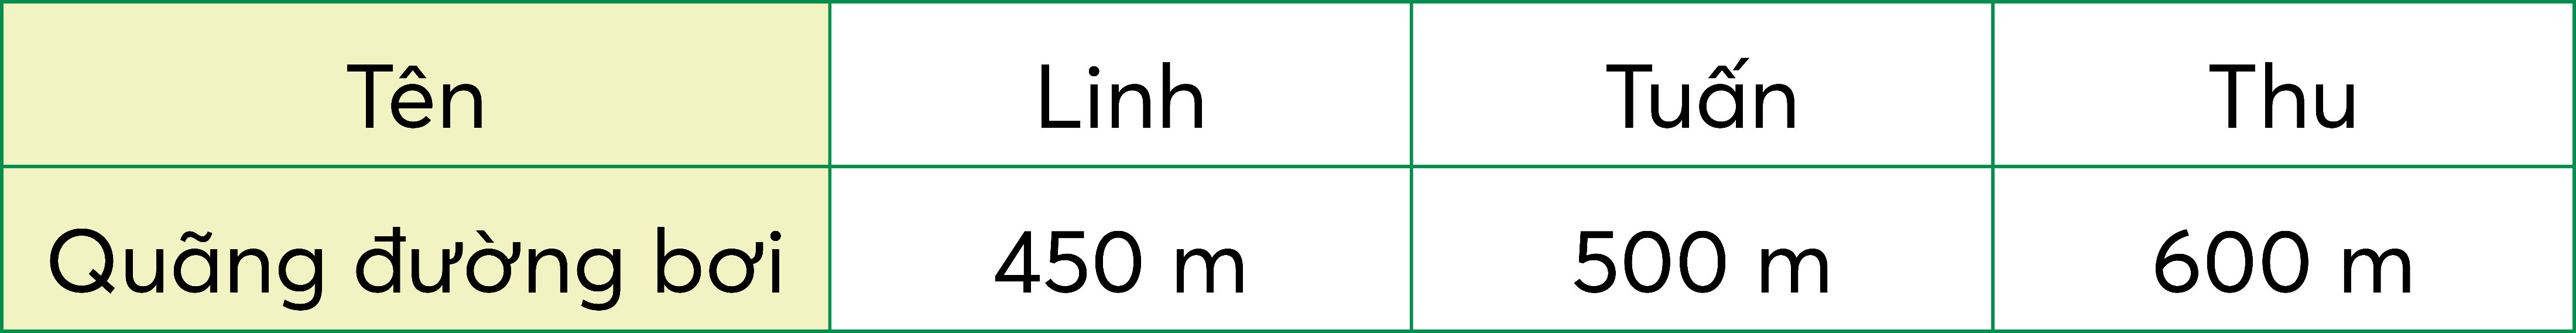 Tên Linh Tuấn Thu
Quãng đường bơi 450 m 500 m 600 m